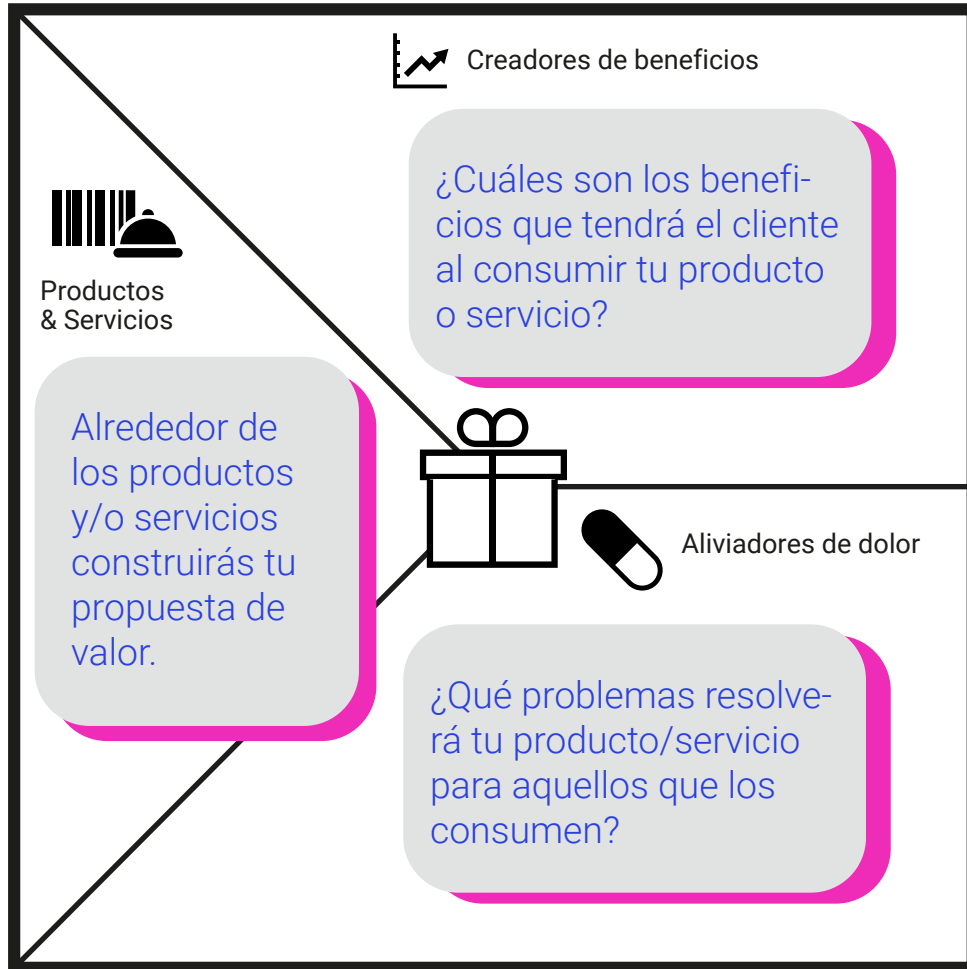 Creadores de beneficios
¿Cuáles son los benefi-
cios que tendrá el cliente
al consumir tu producto
o servicio?
Productos
& Servicios
Alrededor de
los productos
y/o servicios
construirás tu
propuesta de
valor.
Aliviadores de dolor
¿Qué problemas resolve-
rá tu producto/servicio
para aquellos que los
consumen?